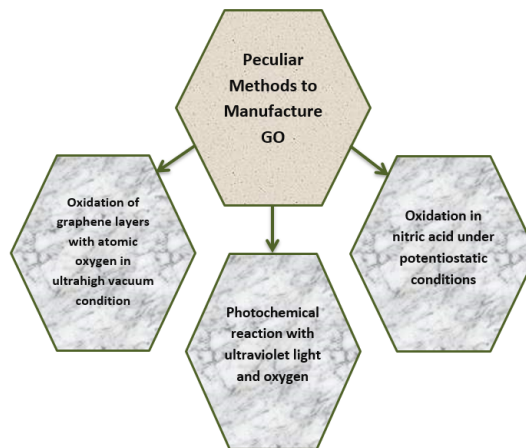 Peculiar
Methods to
Manufacture
GO
Oxidation of
graphene layers
with atomic
oxygen in
ultrahigh vacuum
condition
Photochemical
reaction with
ultraviolet light
and oxygen
Oxidation in
nitric acid under
potentiostatic
conditions